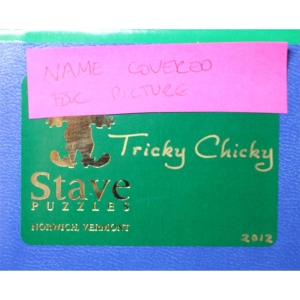 NAME COVERED
FOR PICTURE
Tricky Chicky
Stave
PUZZLES
NORWICH, VERMONT
2012